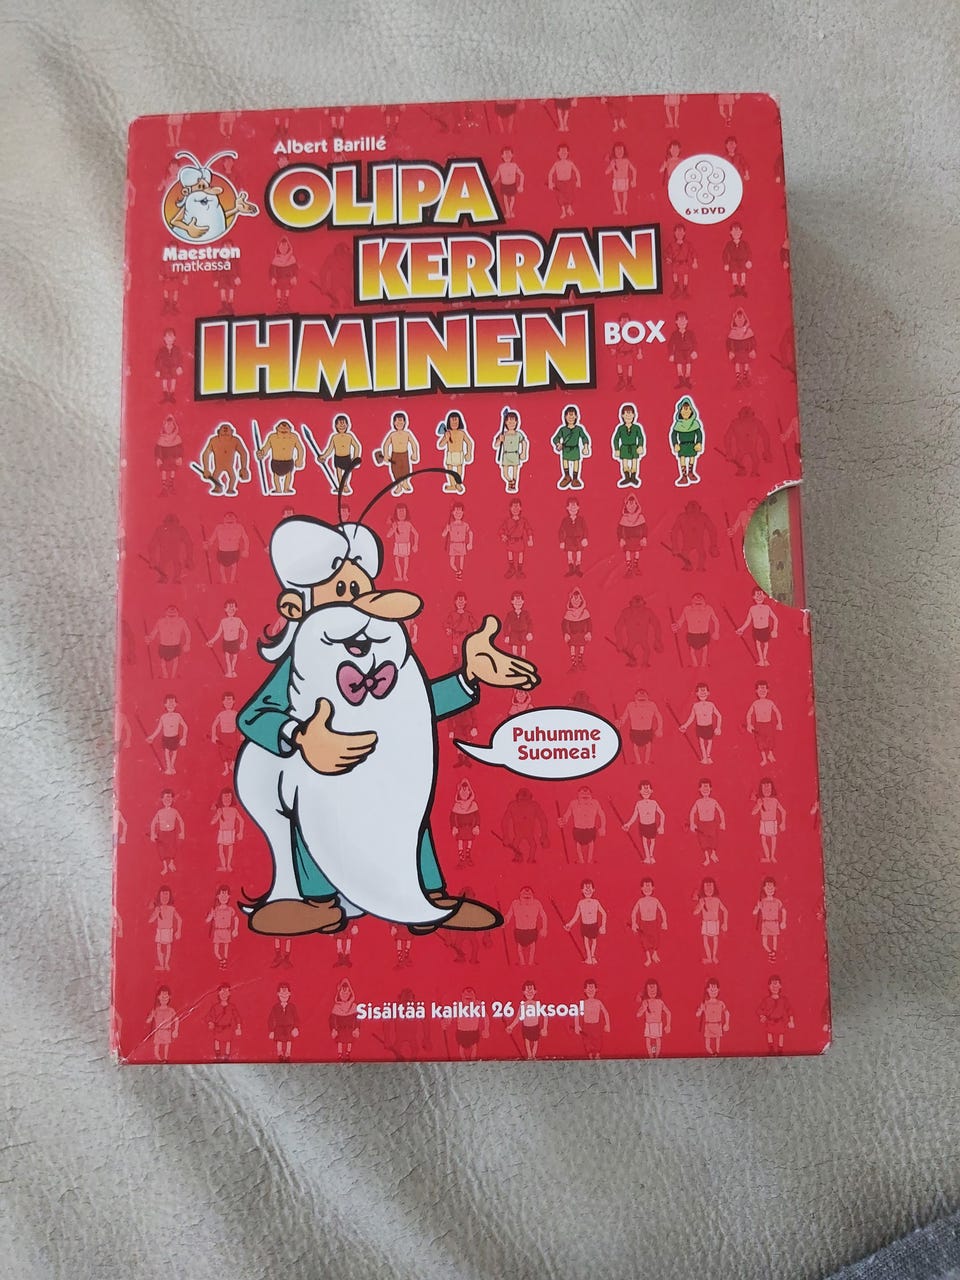 Albert Barillé
OLIPA
KERRAN
IHMINEN BOX
Maestron
matkassa
6 x DVD
Puhumme
Suomea!
Sisältää kaikki 26 jaksoa!